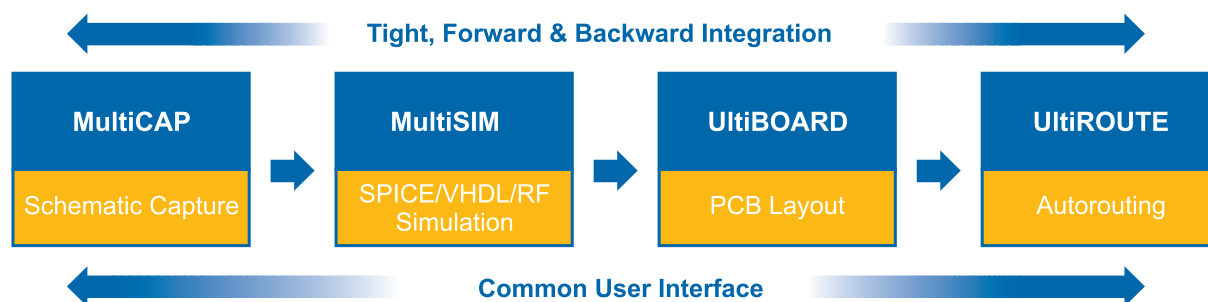 Tight, Forward & Backward Integration
MultiCAP
Schematic Capture
MultiSIM
SPICE/VHDL/RF
Simulation
UltiBOARD
PCB Layout
UltiROUTE
Autorouting
Common User Interface